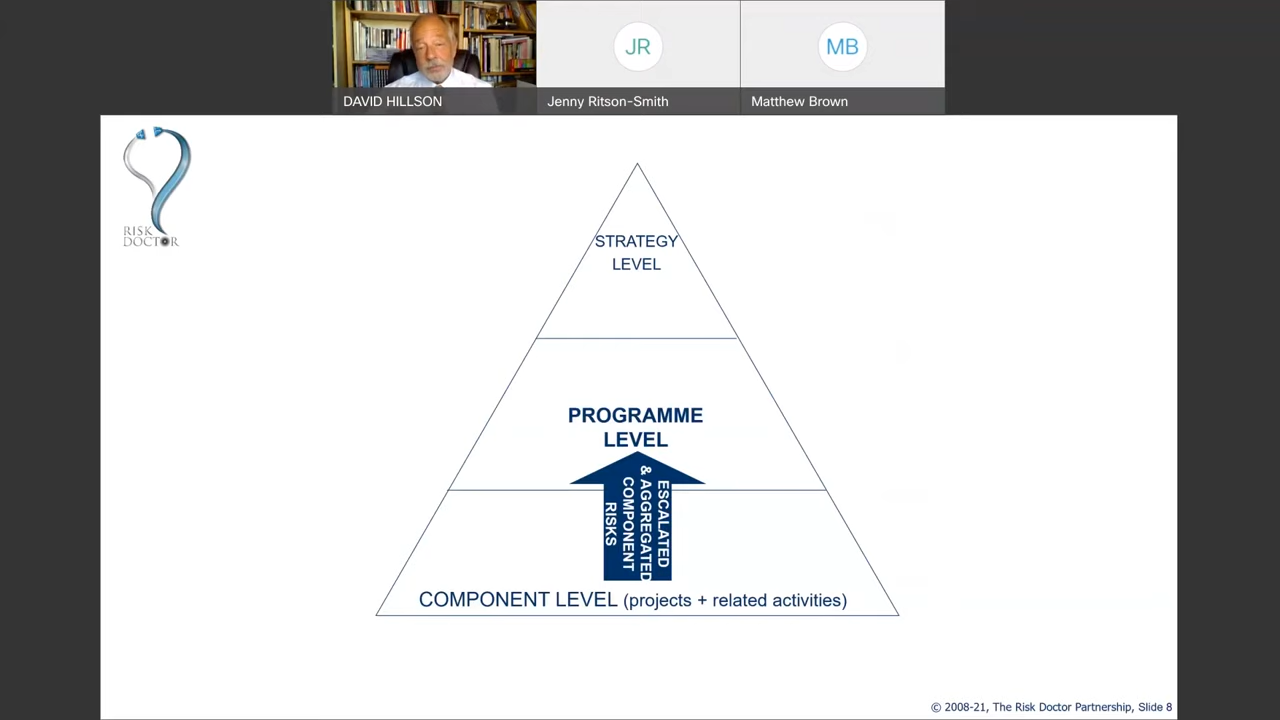 JR
MB
DAVID HILLSON
Jenny Ritson-Smith
Matthew Brown
RISK
DOCTOR
STRATEGY
LEVEL
PROGRAMME
LEVEL
ESCALATED
& AGGREGATED
COMPONENT
RISKS
COMPONENT LEVEL (projects + related activities)
© 2008-21, The Risk Doctor Partnership, Slide 8